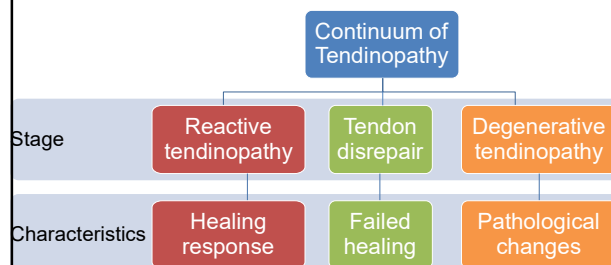 Continuum of
Tendinopathy
Stage
Reactive
tendinopathy
Tendon
disrepair
Degenerative
tendinopathy
Characteristics
Healing
response
Failed
healing
Pathological
changes